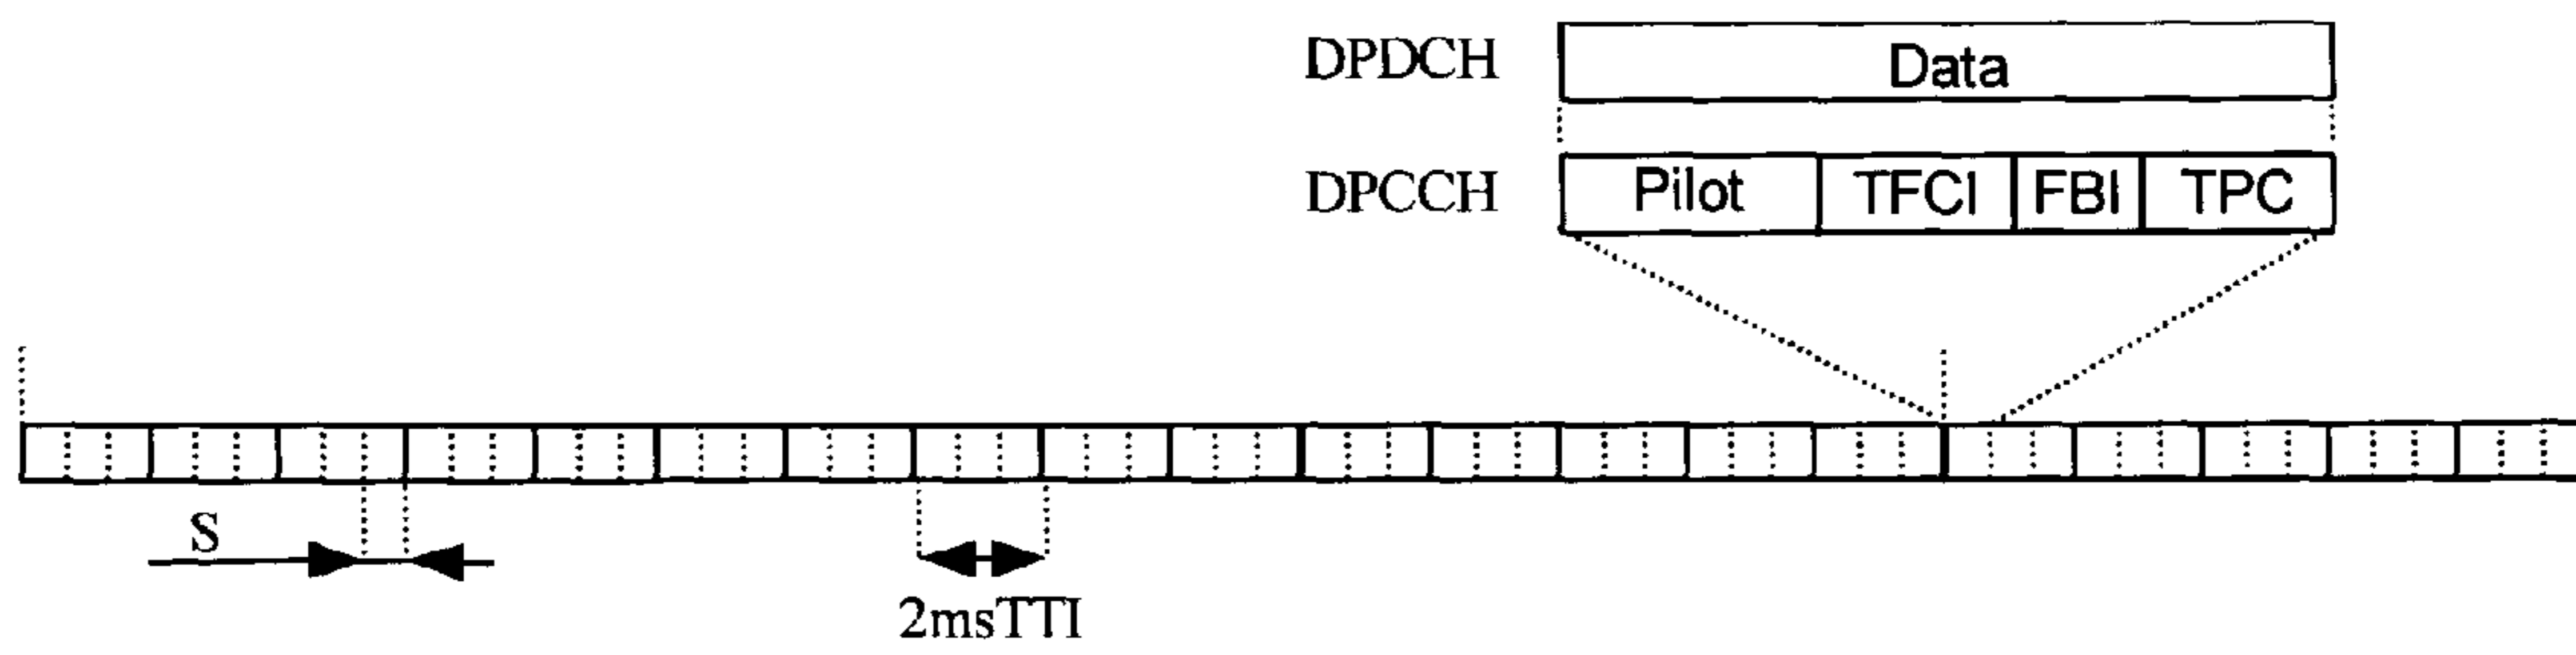 DPDCH Data
DPCCH Pilot TFCI FBI TPC
S
2msTTI